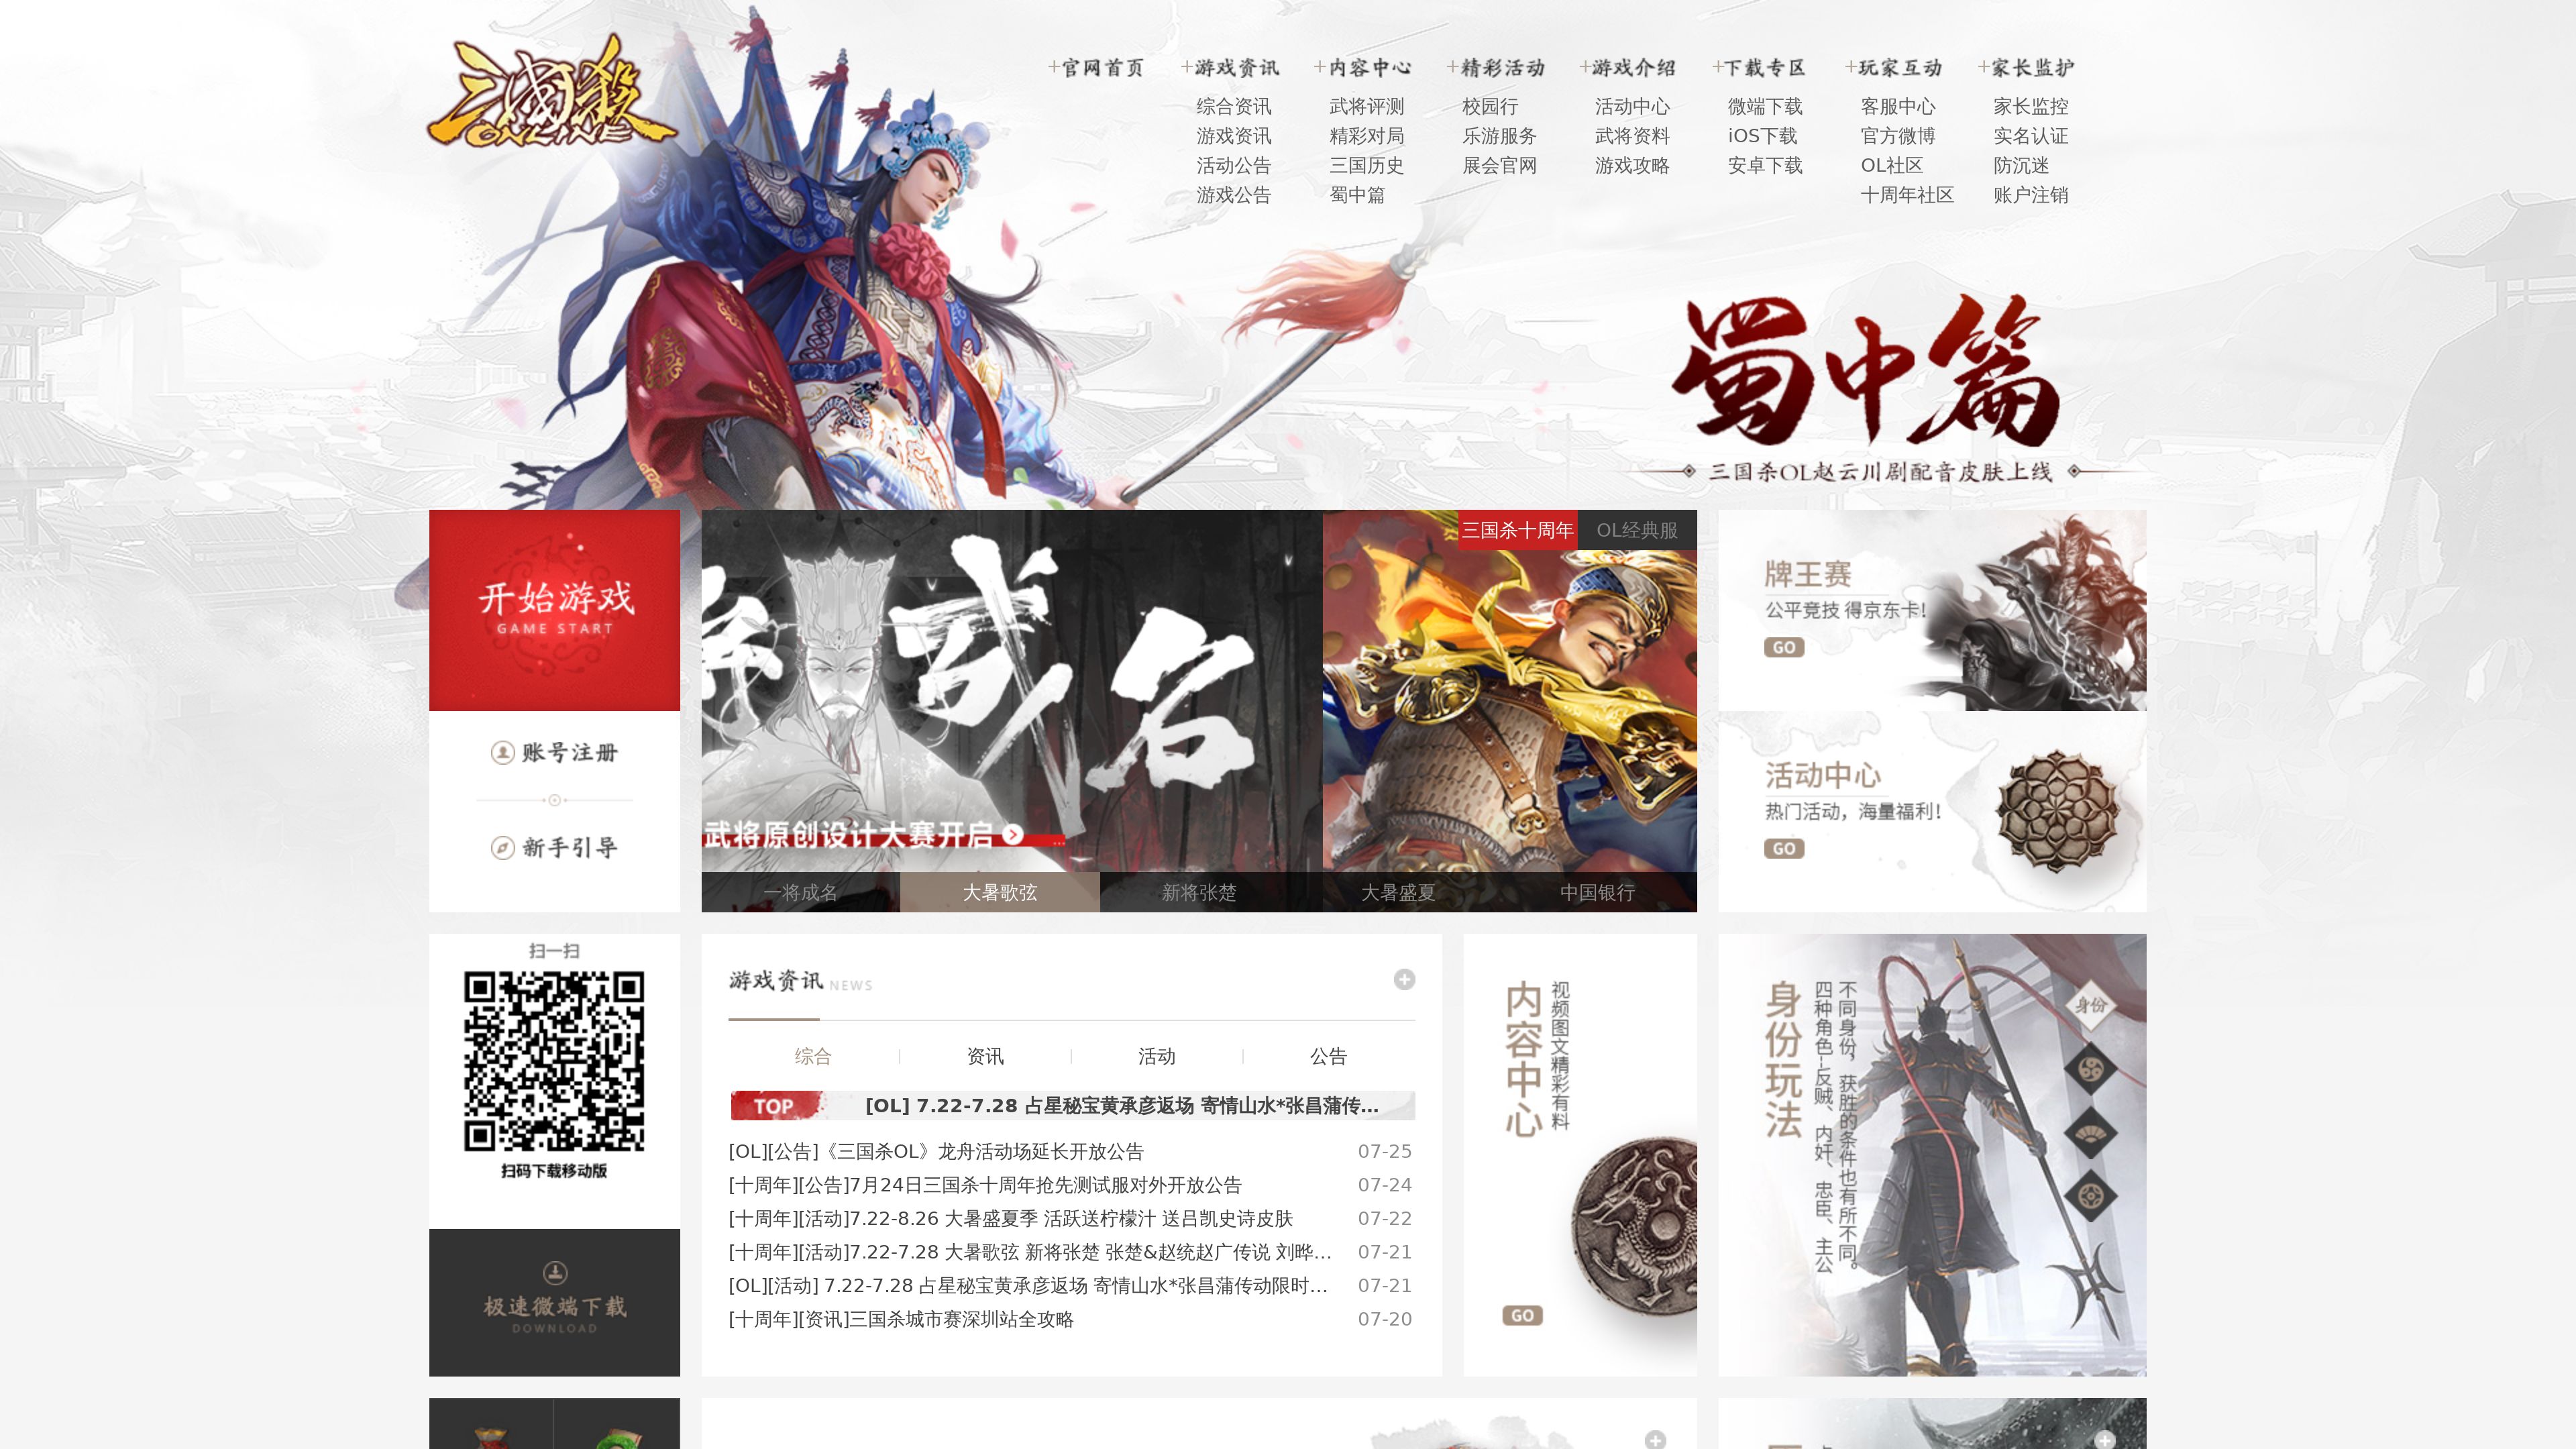 三國殺
ONLINE
官网首页
游戏资讯
综合资讯
游戏资讯
活动公告
游戏公告
内容中心
武将评测
精彩对局
三国历史
蜀中篇
精彩活动
校园行
乐游服务
展会官网
游戏介绍
活动中心
武将资料
游戏攻略
下载专区
微端下载
iOS下载
安卓下载
玩家互动
客服中心
官方微博
OL社区
十周年社区
家长监护
家长监控
实名认证
防沉迷
账户注销
蜀中篇
三国杀OL赵云川剧配音皮肤上线
开始游戏
GAME START
账号注册
新手引导
三国杀十周年
OL经典服
成名
武将原创设计大赛开启
一将成名
大暑歌弦
新将张楚
大暑盛夏
中国银行
牌王赛
公平竞技 得京东卡!
GO
活动中心
热门活动，海量福利!
GO
扫一扫
扫码下载移动版
极速微端下载
DOWNLOAD
游戏资讯 NEWS
综合
资讯
活动
公告
TOP
[OL] 7.22-7.28 占星秘宝黄承彦返场 寄情山水*张昌蒲传...
[OL][公告]《三国杀OL》龙舟活动场延长开放公告 07-25
[十周年][公告]7月24日三国杀十周年抢先测试服对外开放公告 07-24
[十周年][活动]7.22-8.26 大暑盛夏季 活跃送柠檬汁 送吕凯史诗皮肤 07-22
[十周年][活动]7.22-7.28 大暑歌弦 新将张楚 张楚&赵统赵广传说 刘晔... 07-21
[OL][活动] 7.22-7.28 占星秘宝黄承彦返场 寄情山水*张昌蒲传动限时... 07-21
[十周年][资讯]三国杀城市赛深圳站全攻略 07-20
内容中心
视频图文精彩有料
GO
身份玩法
不同身份，获胜的条件也有所不同。
四种角色-反贼、内奸、忠臣、主公
身份